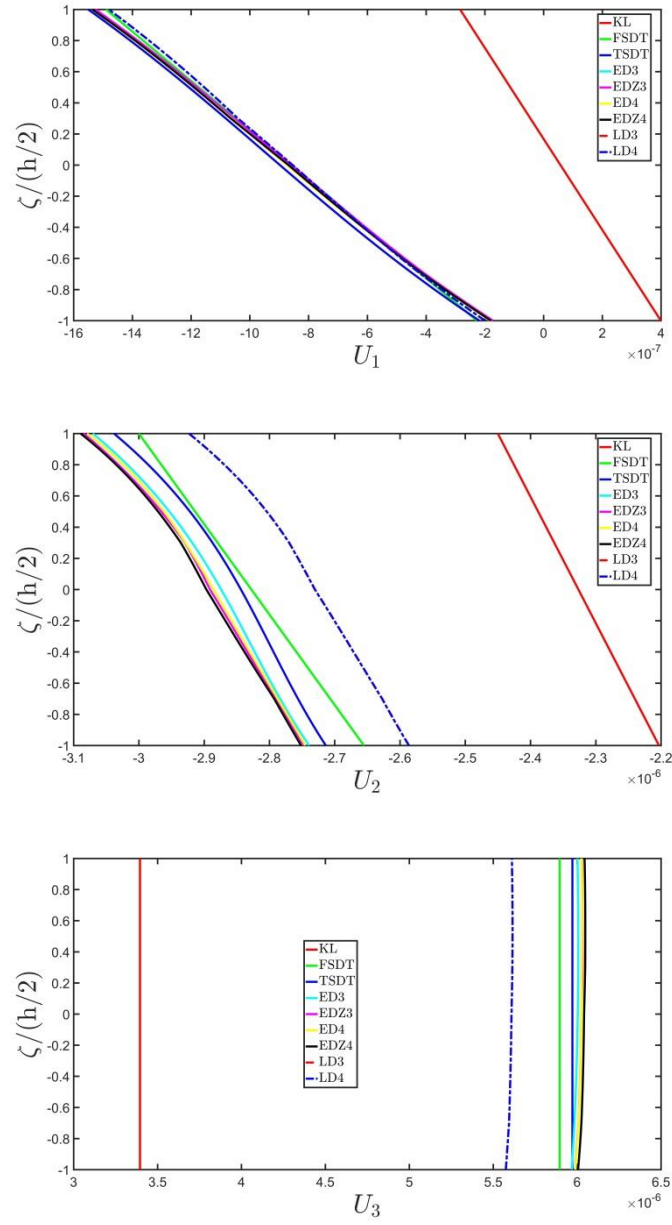 1
0.8
0.6
0.4
0.2
0
-0.2
-0.4
-0.6
-0.8
-1
ζ/(h/2)
KL
FSDT
TSDT
ED3
EDZ3
ED4
EDZ4
LD3
LD4
-16 -14 -12 -10 -8 -6 -4 -2 0 2 4
×10⁻⁷
U₁
1
0.8
0.6
0.4
0.2
0
-0.2
-0.4
-0.6
-0.8
-1
ζ/(h/2)
KL
FSDT
TSDT
ED3
EDZ3
ED4
EDZ4
LD3
LD4
-3.1 -3 -2.9 -2.8 -2.7 -2.6 -2.5 -2.4 -2.3 -2.2
×10⁻⁶
U₂
1
0.8
0.6
0.4
0.2
0
-0.2
-0.4
-0.6
-0.8
-1
ζ/(h/2)
KL
FSDT
TSDT
ED3
EDZ3
ED4
EDZ4
LD3
LD4
3 3.5 4 4.5 5 5.5 6 6.5
×10⁻⁶
U₃